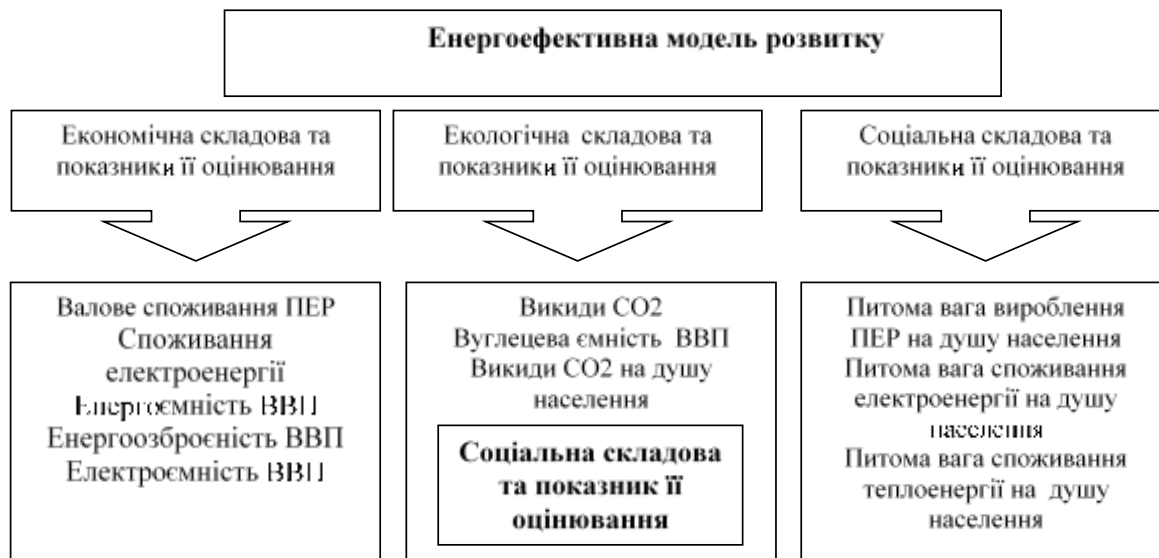 Енергоефективна модель розвитку
Економічна складова та
показники її оцінювання
Екологічна складова та
показники її оцінювання
Соціальна складова та
показники її оцінювання
Валове споживання ПЕР
Споживання
електроенергії
Енергоємність ВВП
Енергоозброєність ВВП
Електроємність ВВП
Викиди СО2
Вуглецева ємність ВВП
Викиди СО2 на душу
населення
Соціальна складова
та показник її
оцінювання
Питома вага вироблення
ПЕР на душу населення
Питома вага споживання
електроенергії на душу
населення
Питома вага споживання
теплоенергії на душу
населення